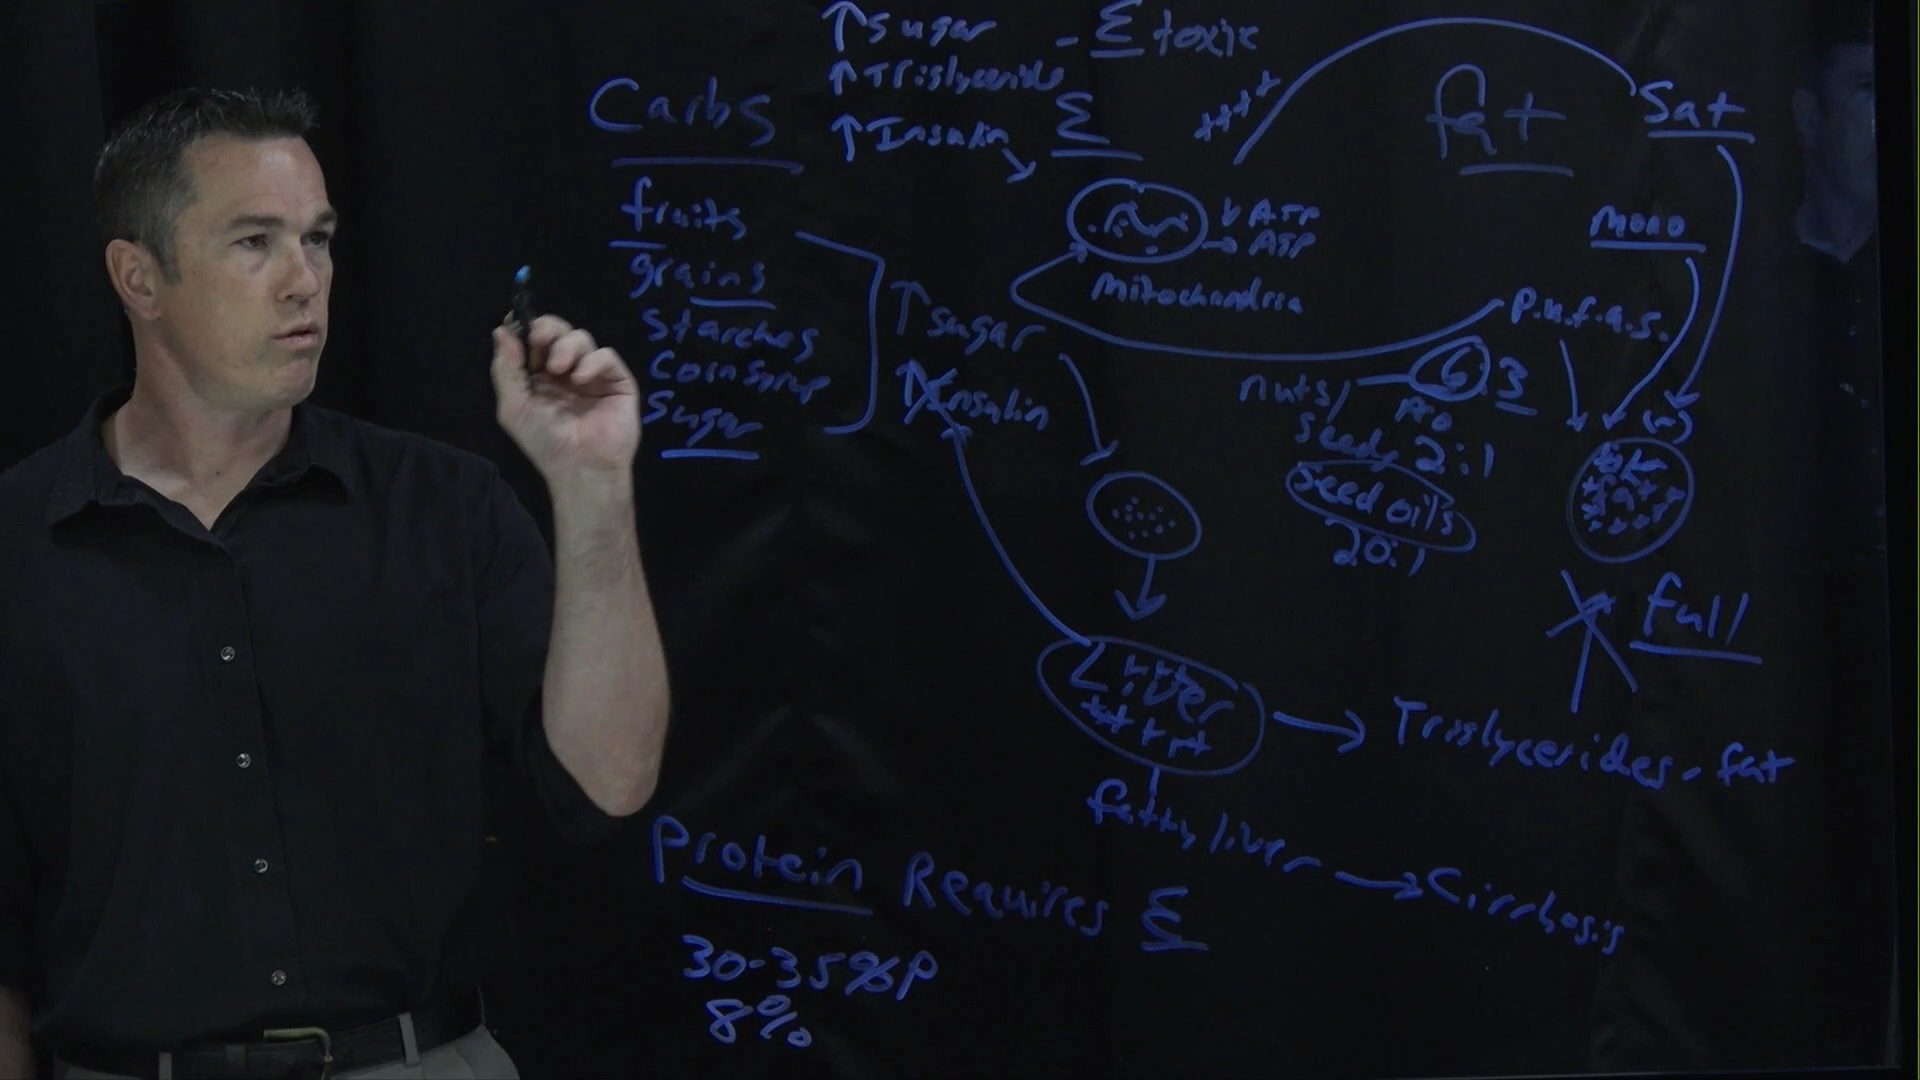 ↑ Sugar
- Σ toxic
↑ Triglyceride
↑ Insulin Σ
++++
Carbs
fruits
grains
starches
Corn Syrup
Sugar
↑ sugar
↑ Insulin
↓ ATP
→ ATP
Mitochondria
fat
Sat
Mono
p.u.f.a.s.
6:3
nuts/
seeds 2:1
Seed oils
20:1
(-)
full
Liver
→ Triglycerides - fat
fatty liver → Cirrhosis
Protein Requires Σ
30-35% P
8%